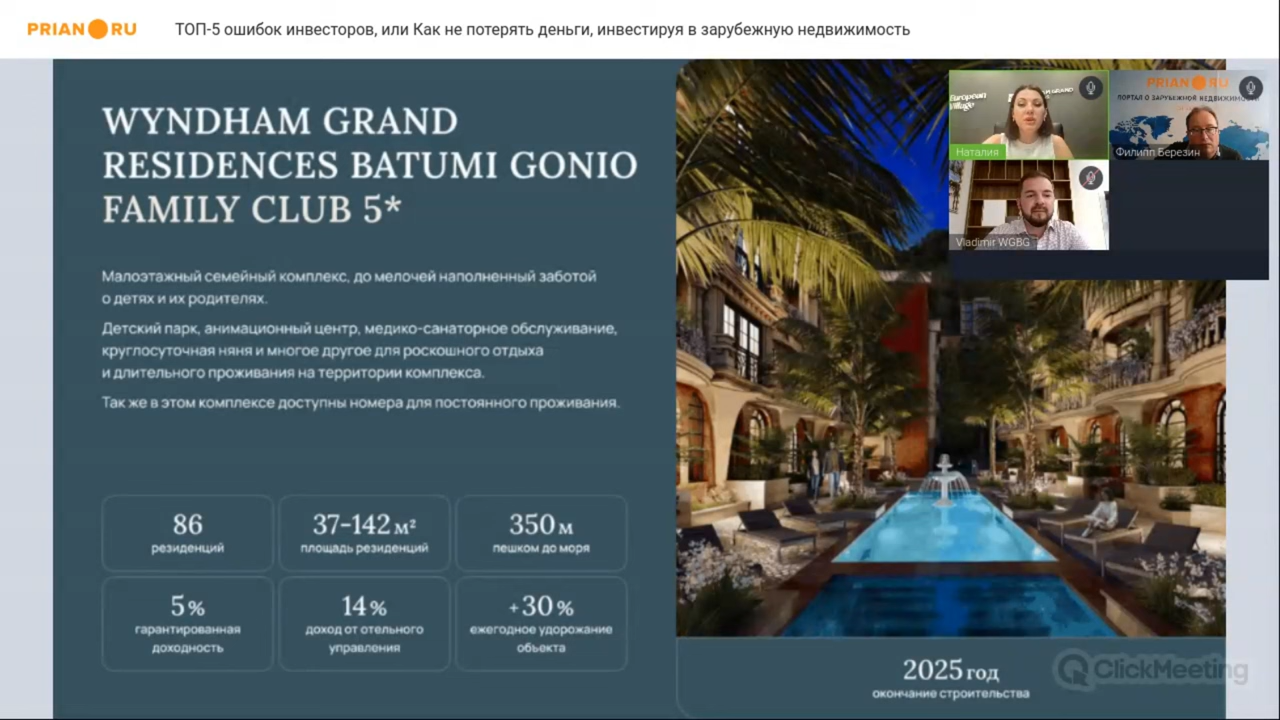 PRIAN RU
ТОП-5 ошибок инвесторов, или Как не потерять деньги, инвестируя в зарубежную недвижимость
WYNDHAM GRAND
RESIDENCES BATUMI GONIO
FAMILY CLUB 5*
Малоэтажный семейный комплекс, до мелочей наполненный заботой
о детях и их родителях.
Детский парк, анимационный центр, медико-санаторное обслуживание,
круглосуточная няня и многое другое для роскошного отдыха
и длительного проживания на территории комплекса.
Так же в этом комплексе доступны номера для постоянного проживания.
86
резиденций
37-142 м²
площадь резиденций
350 м
пешком до моря
5 %
гарантированная
доходность
14 %
доход от отельного
управления
+30 %
ежегодное удорожание
объекта
2025 год
окончание строительства
European
Village
GRAND
Наталия
PRIAN RU
ПОРТАЛ О ЗАРУБЕЖНОЙ НЕДВИЖИМОСТИ
Филипп Березин
Vladimir WGBG
ClickMeeting